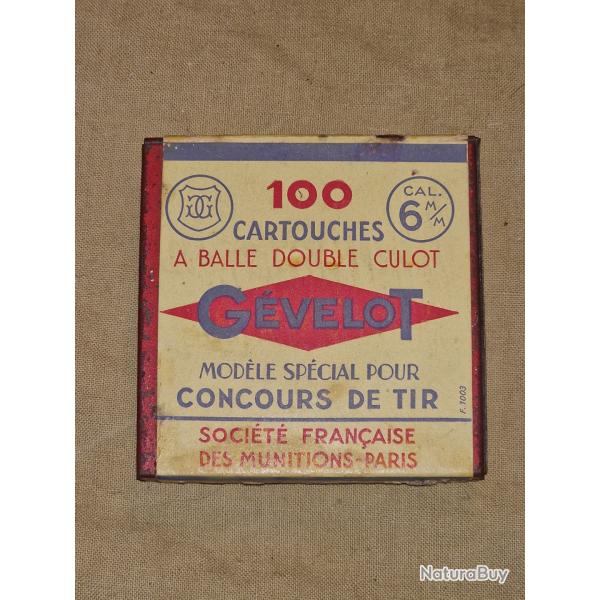 100
CARTOUCHES
GG
CAL.
6 M/M
A BALLE DOUBLE CULOT
GÉVELOT
MODÈLE SPÉCIAL POUR
CONCOURS DE TIR
F. 1003
SOCIÉTÉ FRANÇAISE
DES MUNITIONS-PARIS
NaturaBuy